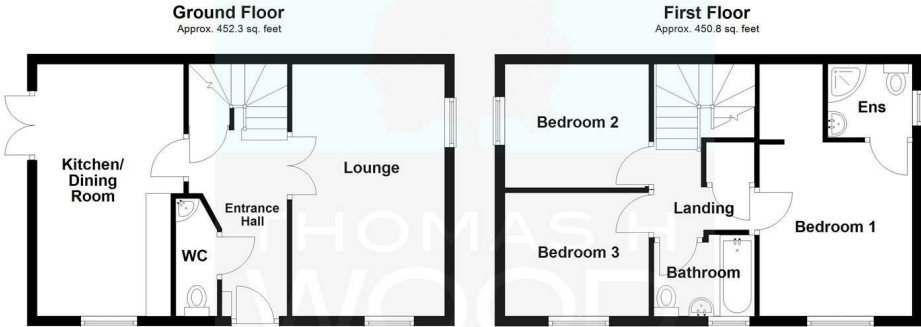 Ground Floor
Approx. 452.3 sq. feet
Kitchen/
Dining
Room
WC
Entrance
Hall
Lounge
First Floor
Approx. 450.8 sq. feet
Bedroom 2
Ens
Landing
Bedroom 1
Bedroom 3
Bathroom
THOMAS H
WOOD